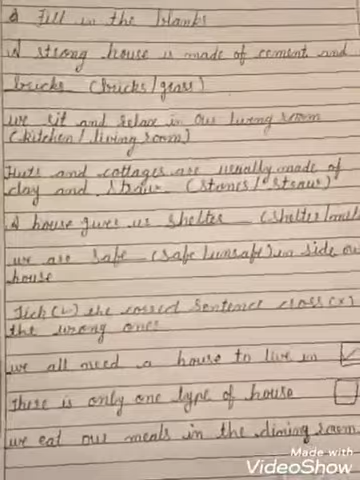 Fill in the blanks
A strong house is made of cement and
bricks (bricks/grass)
we sit and relax in our living room
(kitchen/living room)
Huts and cottages are usually made of
clay and straw (stones/straw)
A house gives us shelter (shelter/
we are safe (safe/unsafe) in side ou
house
Tick (✓) the correct sentence cross (x)
the wrong ones
we all need a house to live in
There is only one type of house
we eat our meals in the dining room
Made with
VideoShow